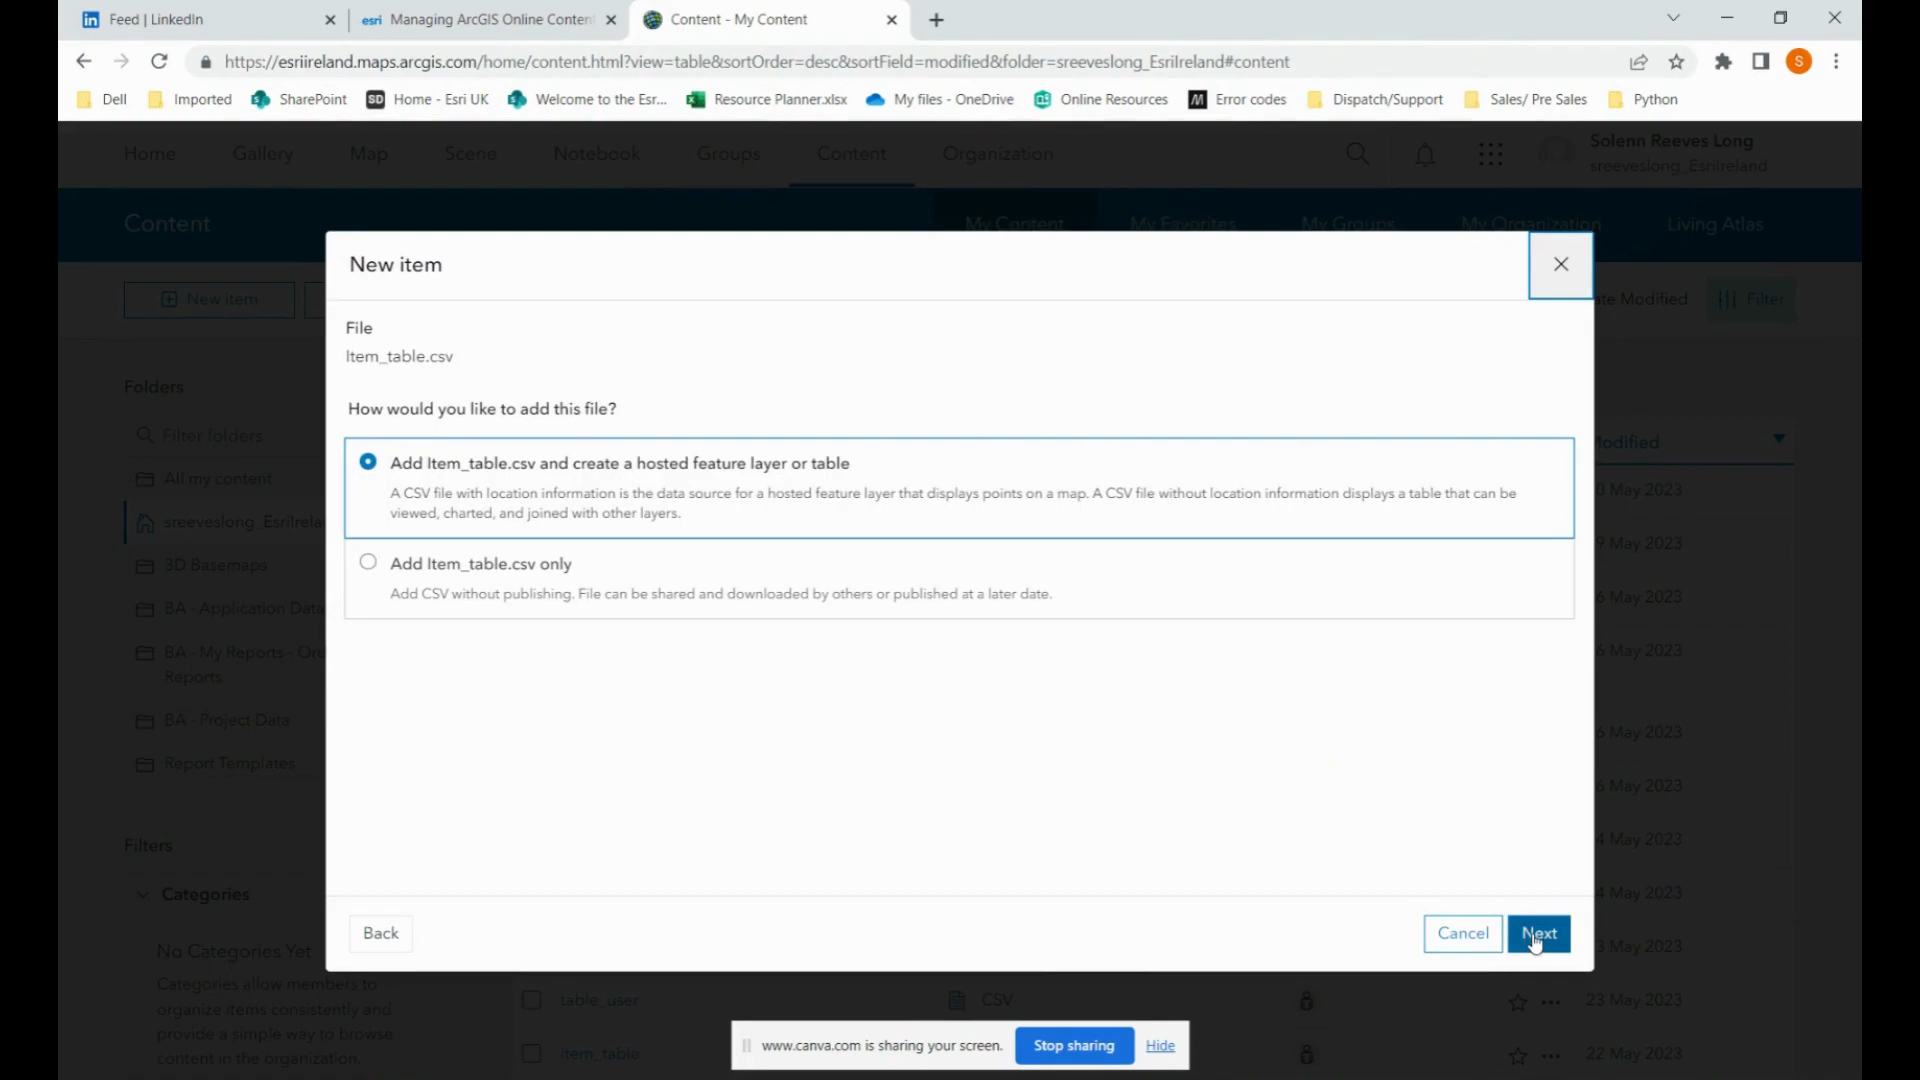 Feed | LinkedIn
esri Managing ArcGIS Online Conten
Content - My Content
https://esriireland.maps.arcgis.com/home/content.html?view=table&sortOrder=desc&sortField=modified&folder=sreeveslong_EsriIreland#content
S
Dell Imported SharePoint SD Home - Esri UK Welcome to the Esr... Resource Planner.xlsx My files - OneDrive Online Resources M Error codes Dispatch/Support Sales/ Pre Sales Python
Home Gallery Map Scene Notebook Groups Content Organization
Solenn Reeves Long
sreeveslong_EsriIreland
Content My Content My Favorites My Groups My Organization Living Atlas
New item
File
Item_table.csv
How would you like to add this file?
Add Item_table.csv and create a hosted feature layer or table
A CSV file with location information is the data source for a hosted feature layer that displays points on a map. A CSV file without location information displays a table that can be
viewed, charted, and joined with other layers.
Add Item_table.csv only
Add CSV without publishing. File can be shared and downloaded by others or published at a later date.
Back Cancel Next
New item
Modified Filter
Folders
Filter folders
All my content
sreeveslong_EsriIrela
3D Basemaps
BA - Application Data
BA - My Reports -
Reports
BA - Project Data
Report Templates
Filters
Categories
No Categories Yet
Categories allow members to
organize items consistently and
provide a simple way to browse
content in the organization.
Modified
0 May 2023
9 May 2023
6 May 2023
6 May 2023
6 May 2023
6 May 2023
4 May 2023
4 May 2023
3 May 2023
table_user CSV 23 May 2023
item_table 22 May 2023
www.canva.com is sharing your screen. Stop sharing Hide